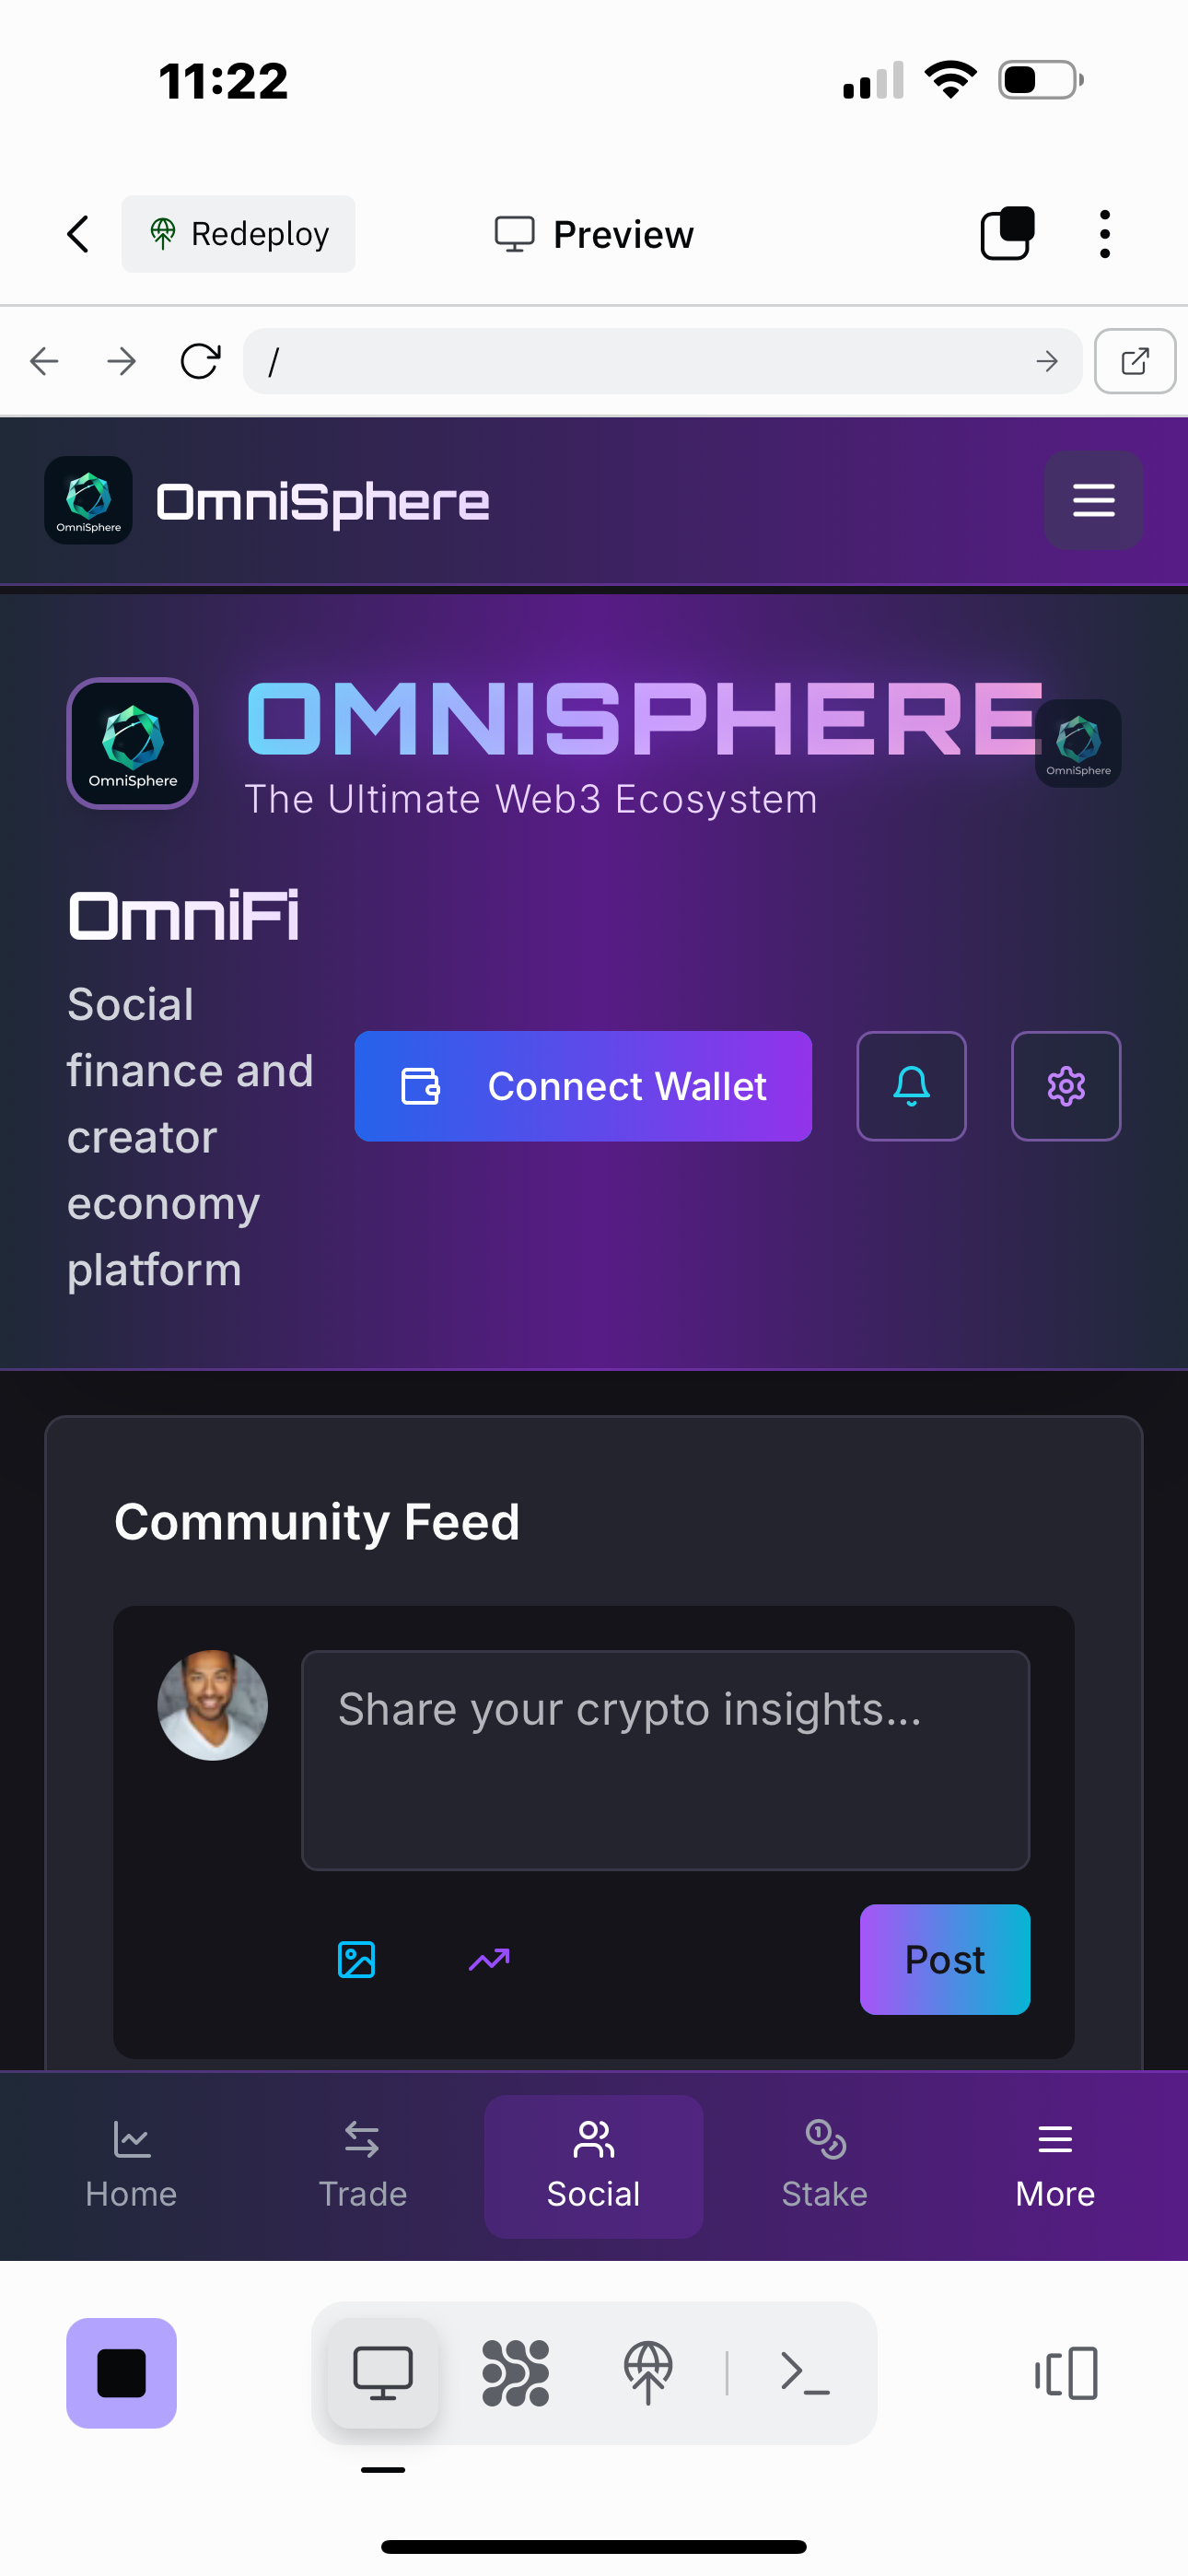 11:22
Redeploy
Preview
/
OmniSphere
OmniSphere
OMNISPHERE
OmniSphere
OmniSphere
The Ultimate Web3 Ecosystem
OmniFi
Social
finance and
creator
economy
platform
Connect Wallet
Community Feed
Share your crypto insights...
Post
Home
Trade
Social
Stake
More